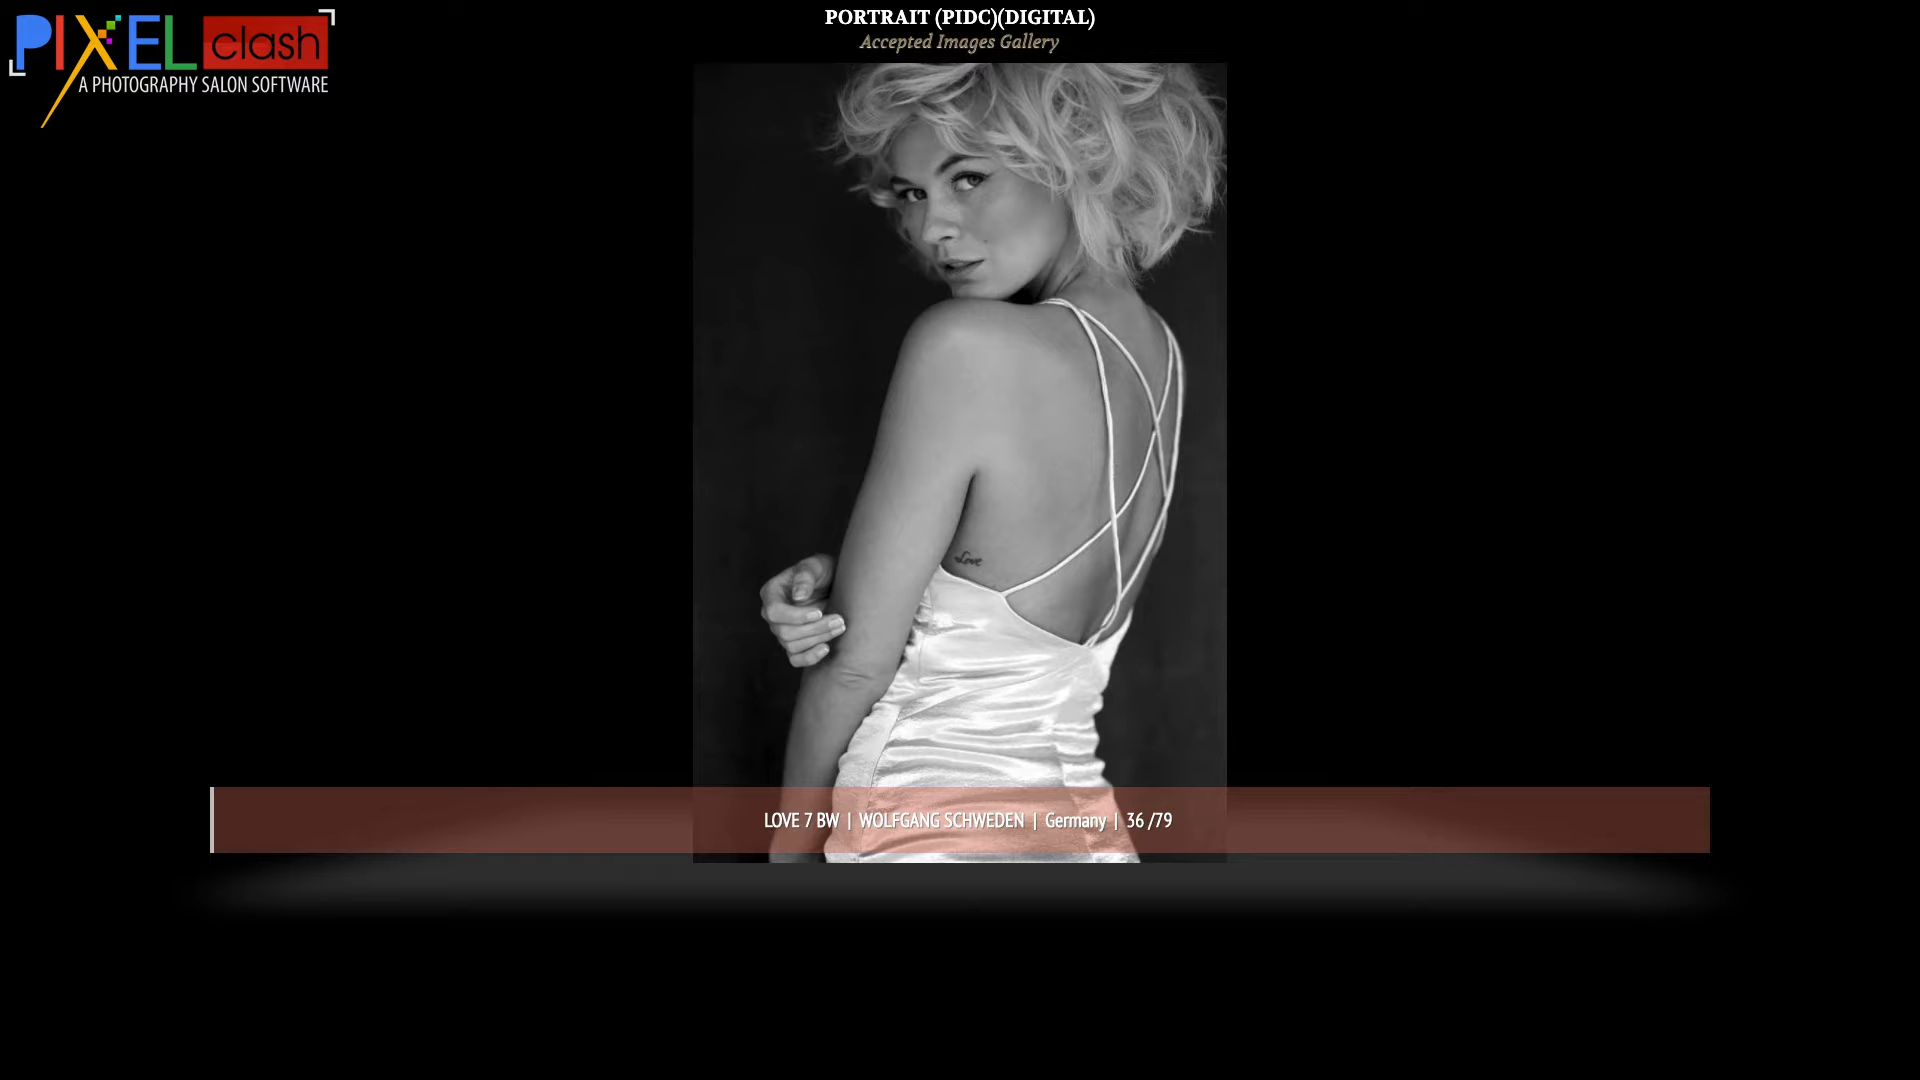 PIXEL clash
A PHOTOGRAPHY SALON SOFTWARE
PORTRAIT (PIDC)(DIGITAL)
Accepted Images Gallery
Love
LOVE 7 BW | WOLFGANG SCHWEDEN | Germany | 36 /79